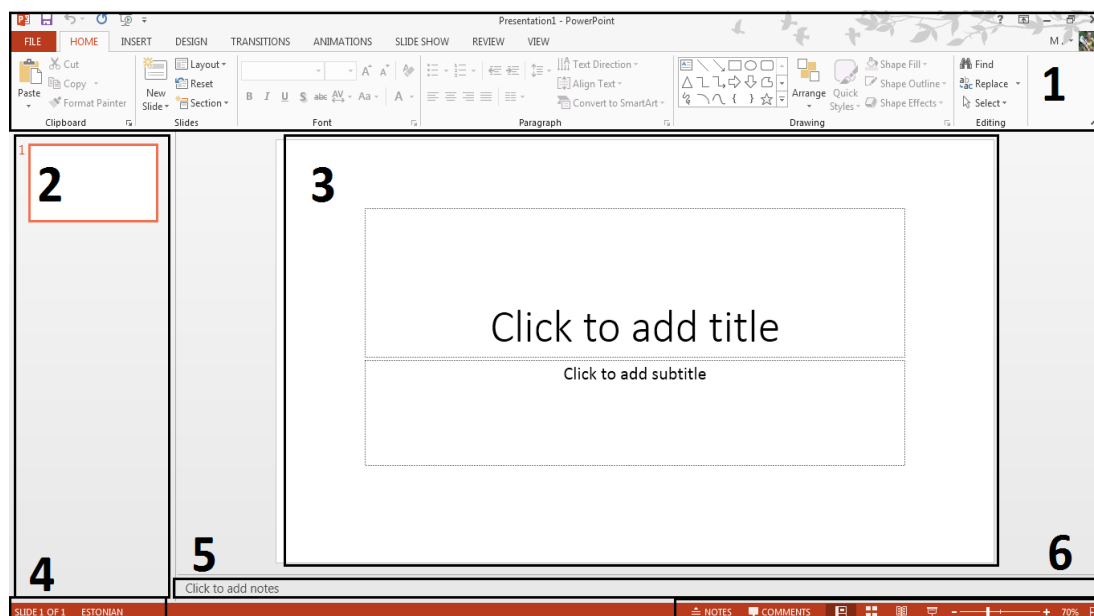 Presentation1 - PowerPoint
FILE HOME INSERT DESIGN TRANSITIONS ANIMATIONS SLIDE SHOW REVIEW VIEW M...
Cut
Copy
Format Painter
Paste
Clipboard
New Slide
Layout
Reset
Section
Slides
B I U S abc AV Aa A
Font
Text Direction
Align Text
Convert to SmartArt
Paragraph
Arrange
Quick Styles
Shape Fill
Shape Outline
Shape Effects
Drawing
Find
Replace
Select
Editing
1
1
2
3
Click to add title
Click to add subtitle
4
5
6
Click to add notes
SLIDE 1 OF 1 ESTONIAN NOTES COMMENTS 70%